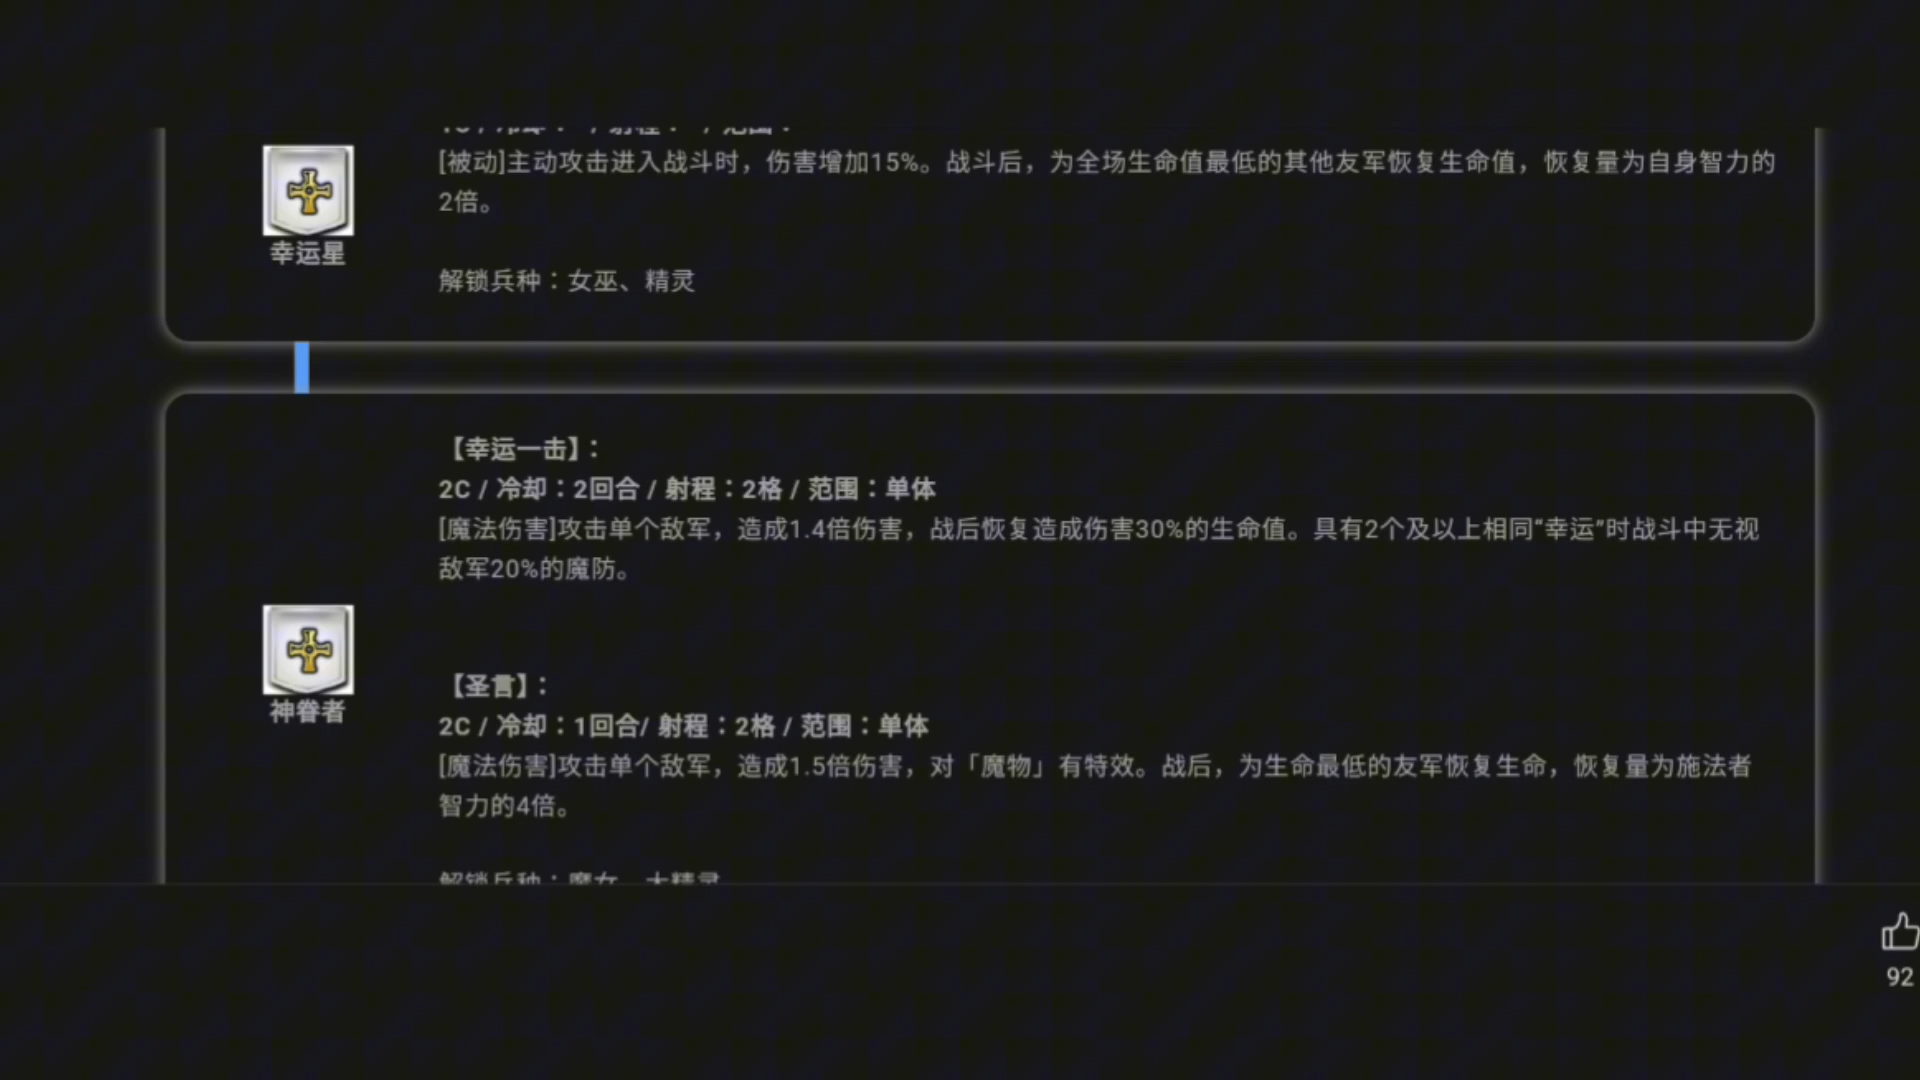 [被动]主动攻击进入战斗时，伤害增加15%。战斗后，为全场生命值最低的其他友军恢复生命值，恢复量为自身智力的
2倍。
幸运星
解锁兵种：女巫、精灵
【幸运一击】：
2C / 冷却：2回合 / 射程：2格 / 范围：单体
[魔法伤害]攻击单个敌军，造成1.4倍伤害，战后恢复造成伤害30%的生命值。具有2个及以上相同“幸运”时战斗中无视
敌军20%的魔防。
神眷者
【圣言】：
2C / 冷却：1回合/ 射程：2格 / 范围：单体
[魔法伤害]攻击单个敌军，造成1.5倍伤害，对「魔物」有特效。战后，为生命最低的友军恢复生命，恢复量为施法者
智力的4倍。
解锁兵种：魔女、大精灵
92